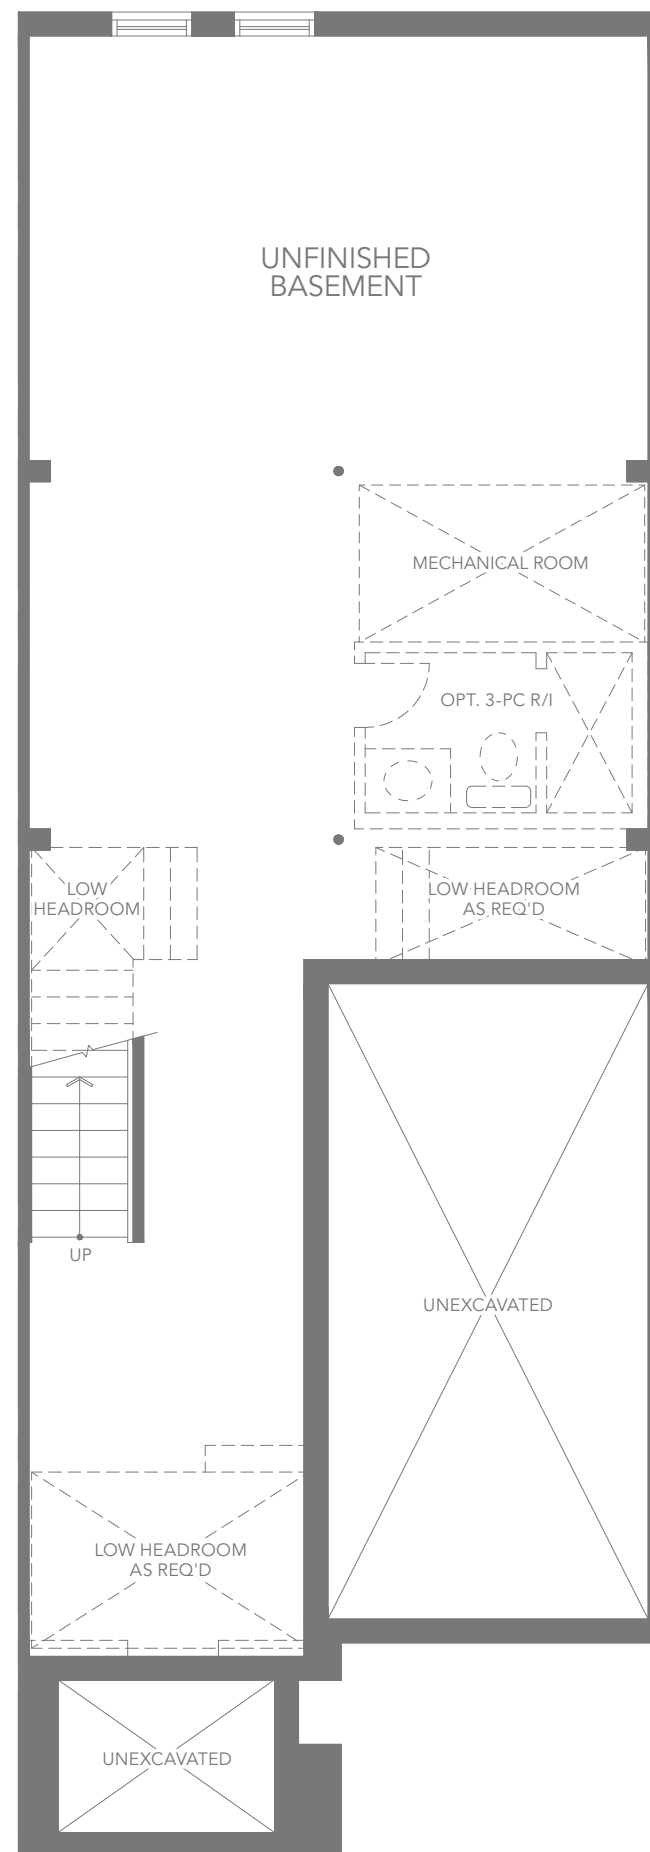 UNFINISHED
BASEMENT
MECHANICAL ROOM
OPT. 3-PC R/I
LOW
HEADROOM
LOW HEADROOM
AS REQ'D
UP
UNEXCAVATED
LOW HEADROOM
AS REQ'D
UNEXCAVATED